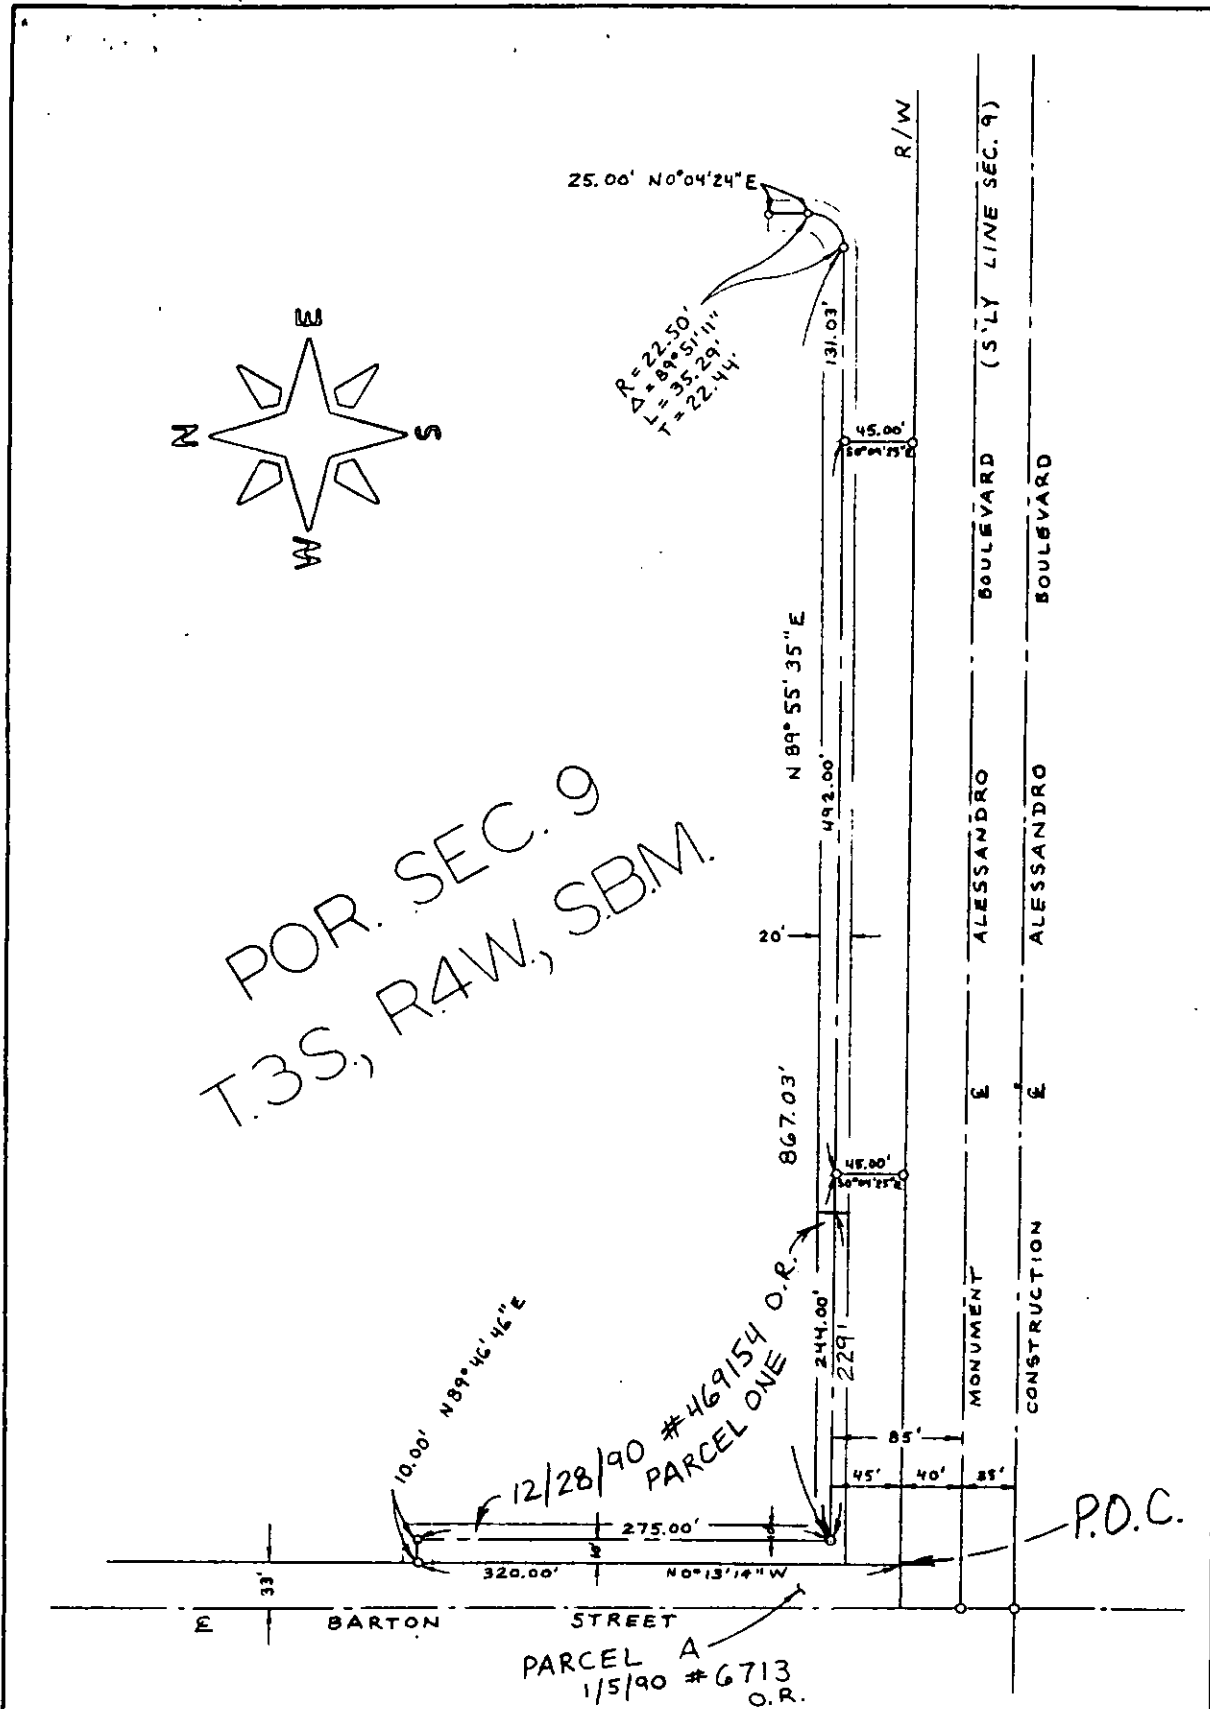 R/W
(S'LY LINE SEC. 9)
25.00' N0°04'24"E
R = 22.50'
Δ = 89°51'11"
L = 35.29'
T = 22.44'
131.03'
E
N
S
W
45.00'
BOULEVARD
BOULEVARD
N89°55'35"E
492.00'
ALESSANDRO
ALESSANDRO
POR. SEC. 9
T.3S., R.4W., S.B.M.
20'
℄
℄
867.03'
45.00'
MONUMENT
CONSTRUCTION
244.00'
229'
10.00' N89°46'46"E
12/28/90 #469154 O.R.
PARCEL ONE
85'
45'
40'
35'
P.O.C.
275.00'
10'
320.00'
N0°13'14"W
33'
℄
BARTON
STREET
PARCEL A
1/5/90 #6713
O.R.